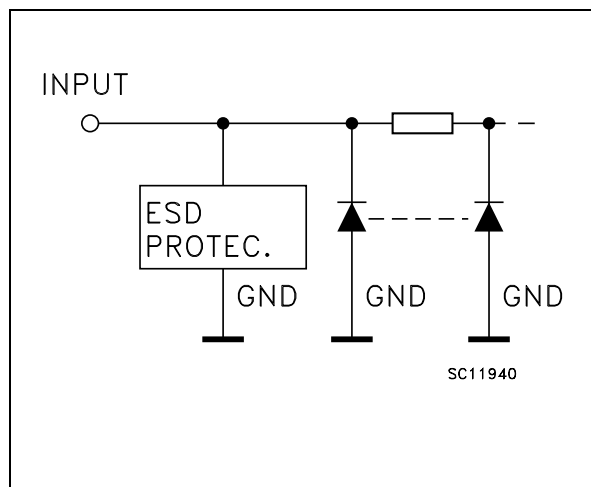 INPUT
ESD
PROTEC.
GND
GND
GND
SC11940